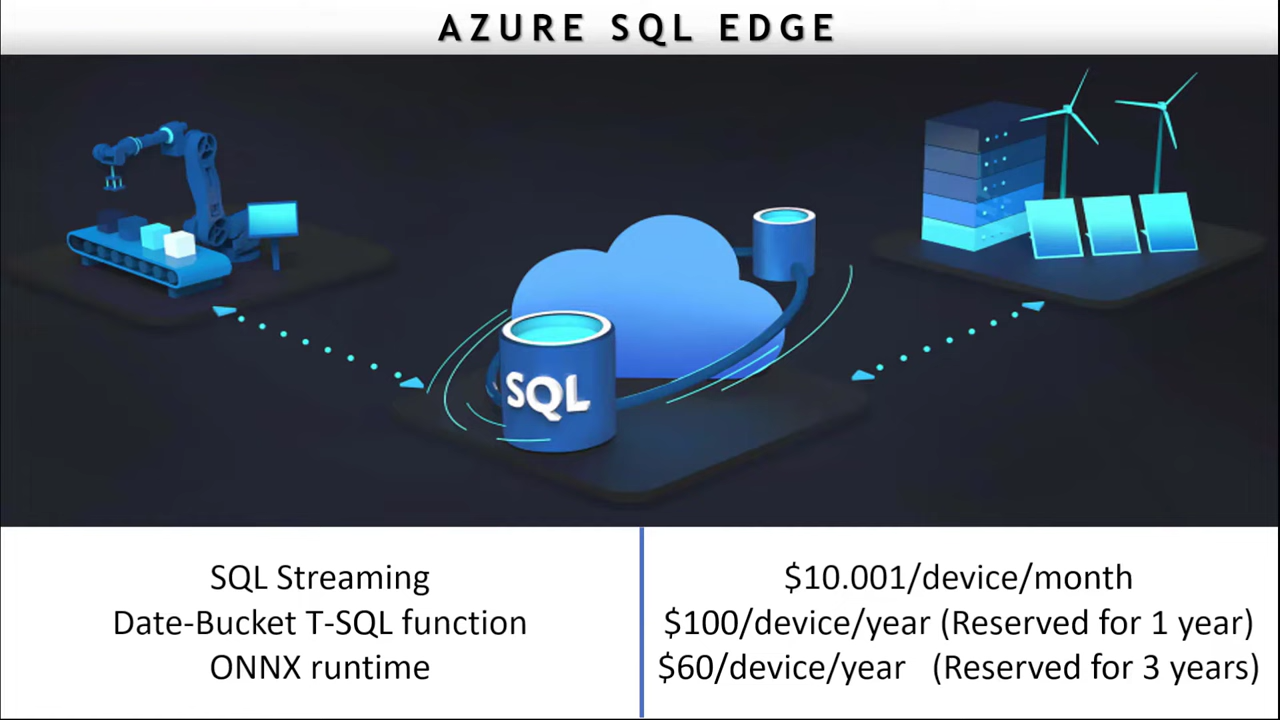 AZURE SQL EDGE
SQL
SQL Streaming
Date-Bucket T-SQL function
ONNX runtime
$10.001/device/month
$100/device/year (Reserved for 1 year)
$60/device/year (Reserved for 3 years)